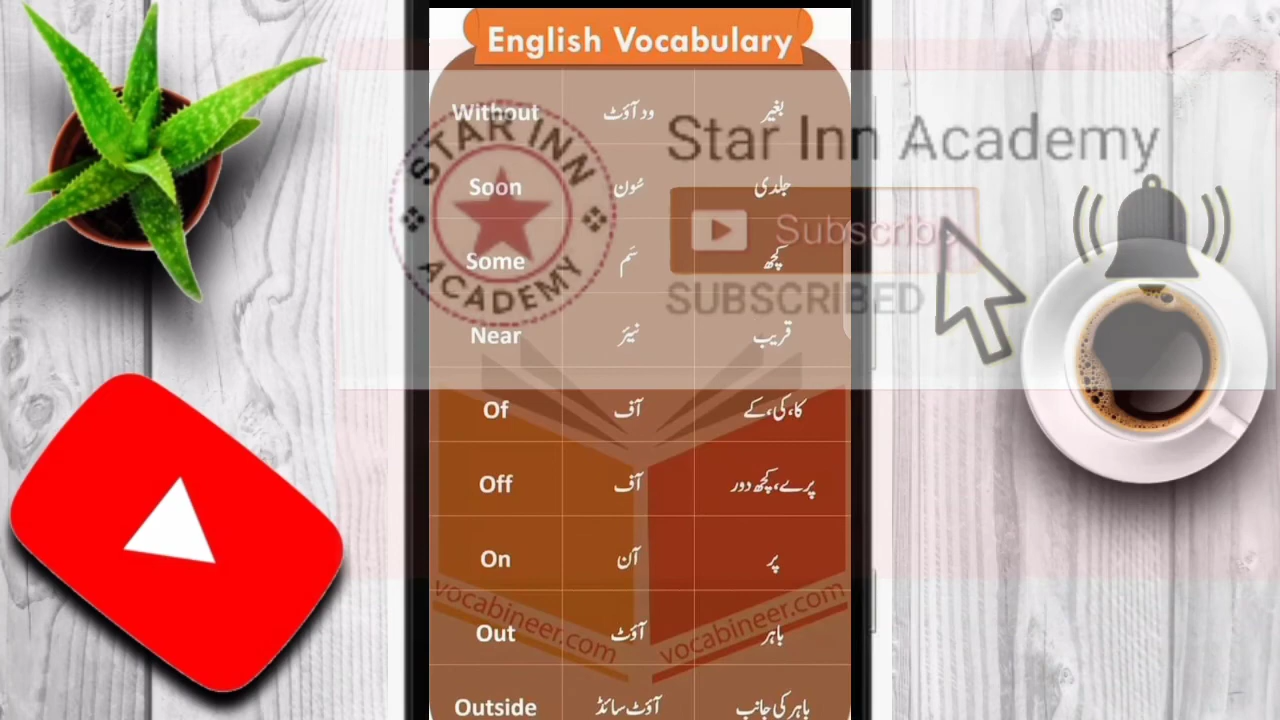 English Vocabulary
Without ود آؤٹ بغیر
Soon سُون جلدی
Some سَم کچھ
Near نیئر قریب
Of آف کا، کی، کے
Off آف پرے، کچھ دور
On آن پر
Out آؤٹ باہر
Outside آؤٹ سائڈ باہر کی جانب
STAR INN
ACADEMY
Star Inn Academy
Subscribe
SUBSCRIBED
vocabineer.com
vocabineer.com